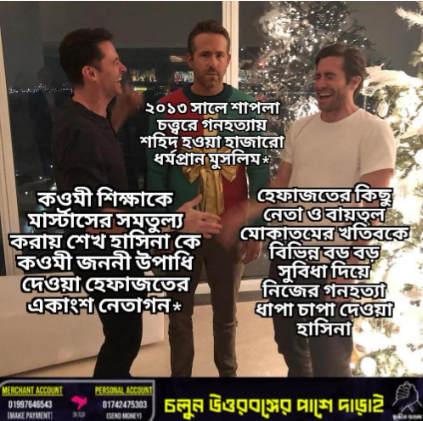 ২০১৩ সালে শাপলা
চত্ত্বরে গনহত্যায়
শহিদ হওয়া হাজারো
ধর্মপ্রান মুসলিম*
কওমী শিক্ষাকে
মাস্টার্সের সমতুল্য
করায় শেখ হাসিনা কে
কওমী জননী উপাধি
দেওয়া হেফাজতের
একাংশ নেতাগন*
হেফাজতের কিছু
নেতা ও বায়তুল
মোকাতমের খতিবকে
বিভিন্ন বড় বড়
সুবিধা দিয়ে
নিজের গনহত্যা
ধাপা চাপা দেওয়া
হাসিনা
MERCHANT ACCOUNT
01997646543
(MAKE PAYMENT)
PERSONAL ACCOUNT
01742475303
(SEND MONEY)
চলুন উওরবঙ্গের পাশে দাড়াই